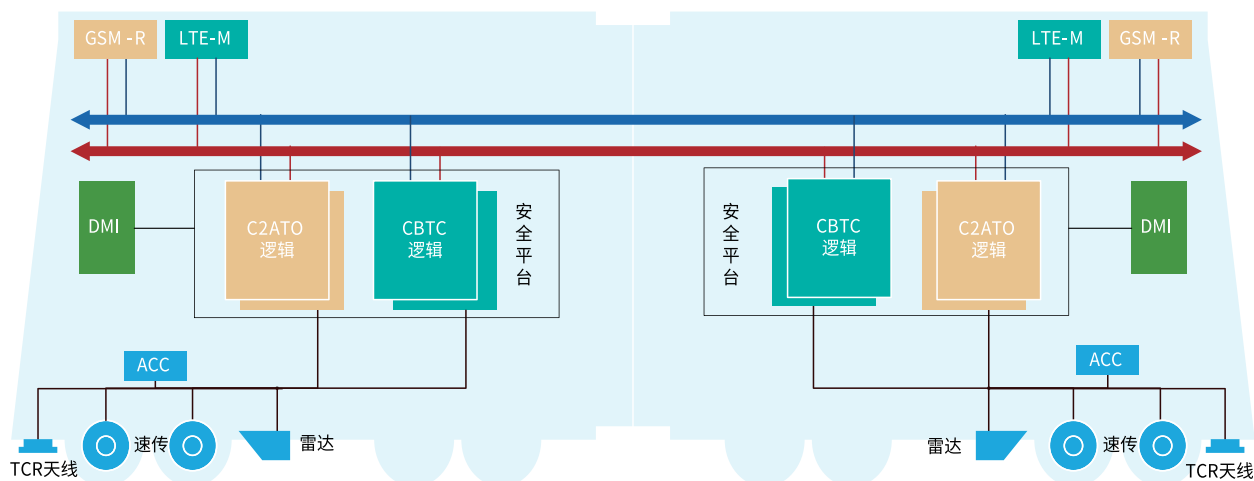 GSM -R
LTE-M
LTE-M
GSM -R
DMI
C2ATO
逻辑
CBTC
逻辑
安
全
平
台
安
全
平
台
CBTC
逻辑
C2ATO
逻辑
DMI
ACC
ACC
TCR天线
速传
雷达
雷达
速传
TCR天线